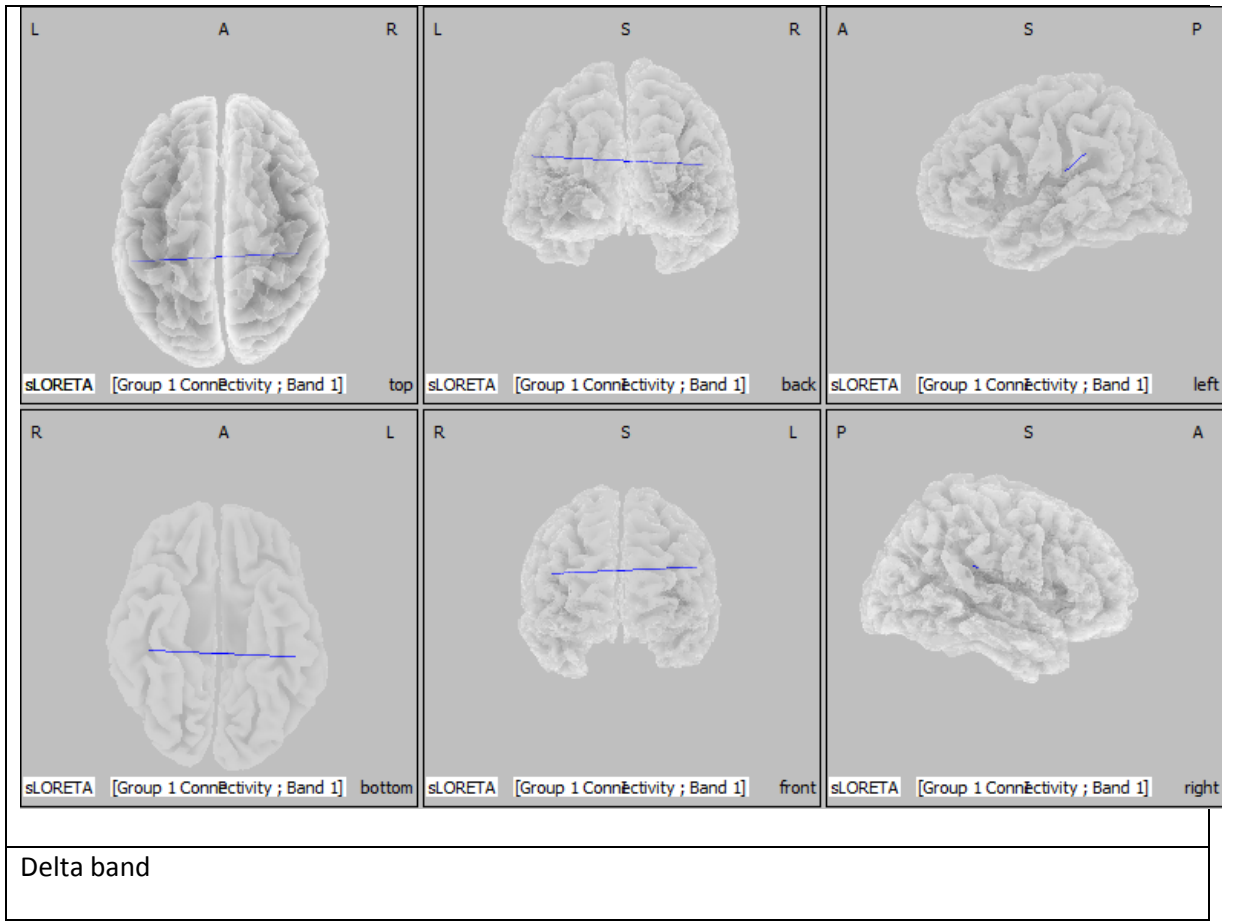 L A R
L S R
A S P
sLORETA [Group 1 Connectivity ; Band 1] top
sLORETA [Group 1 Connectivity ; Band 1] back
sLORETA [Group 1 Connectivity ; Band 1] left
R A L
R S L
P S A
sLORETA [Group 1 Connectivity ; Band 1] bottom
sLORETA [Group 1 Connectivity ; Band 1] front
sLORETA [Group 1 Connectivity ; Band 1] right
Delta band